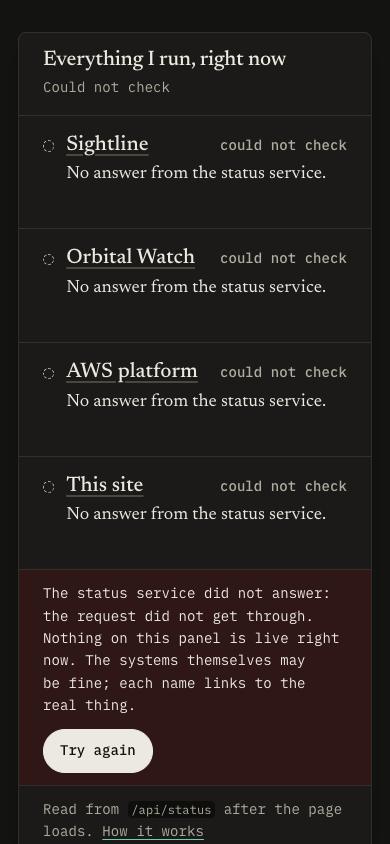 Everything I run, right now
Could not check
Sightline could not check
No answer from the status service.
Orbital Watch could not check
No answer from the status service.
AWS platform could not check
No answer from the status service.
This site could not check
No answer from the status service.
The status service did not answer:
the request did not get through.
Nothing on this panel is live right
now. The systems themselves may
be fine; each name links to the
real thing.
Try again
Read from /api/status after the page
loads. How it works